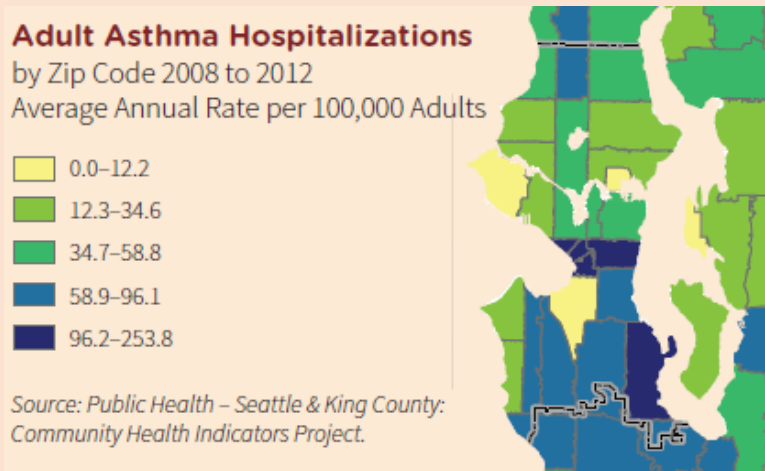 Adult Asthma Hospitalizations
by Zip Code 2008 to 2012
Average Annual Rate per 100,000 Adults
0.0–12.2
12.3–34.6
34.7–58.8
58.9–96.1
96.2–253.8
Source: Public Health – Seattle & King County:
Community Health Indicators Project.